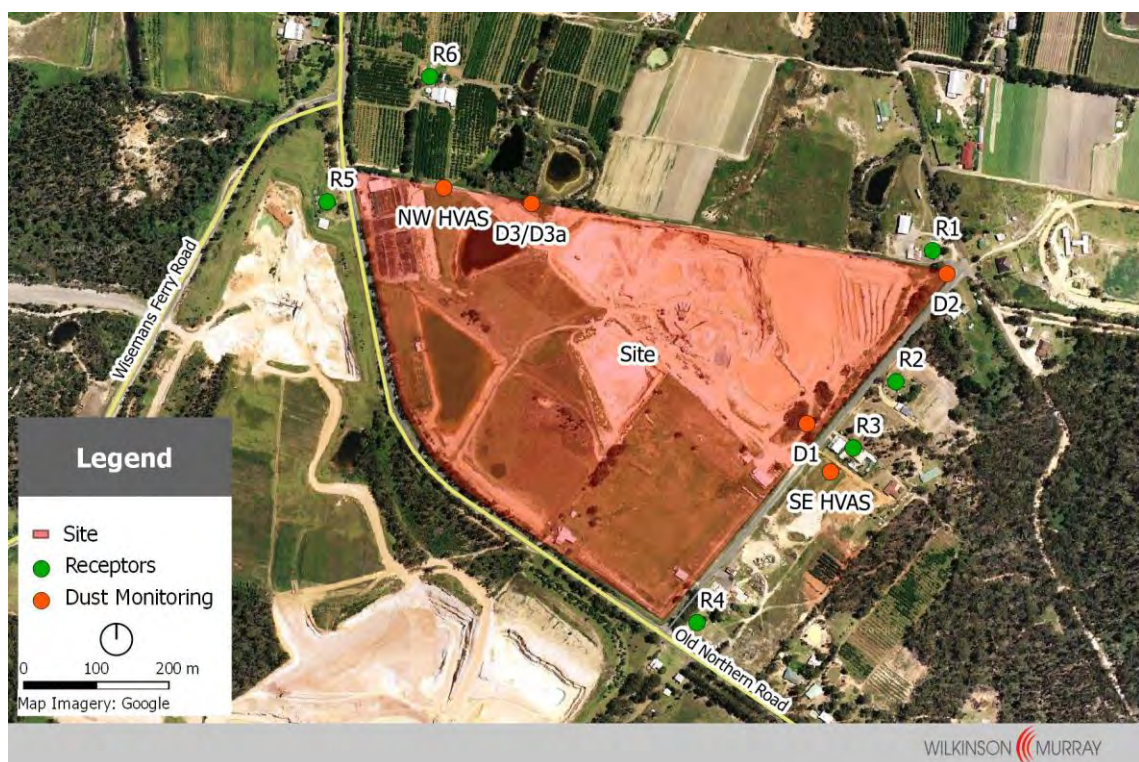 R6
R5
NW HVAS
D3/D3a
R1
D2
Wisemans Ferry Road
Site
R2
R3
D1
SE HVAS
R4
Old Northern Road
Legend
Site
Receptors
Dust Monitoring
0 100 200 m
Map Imagery: Google
WILKINSON MURRAY